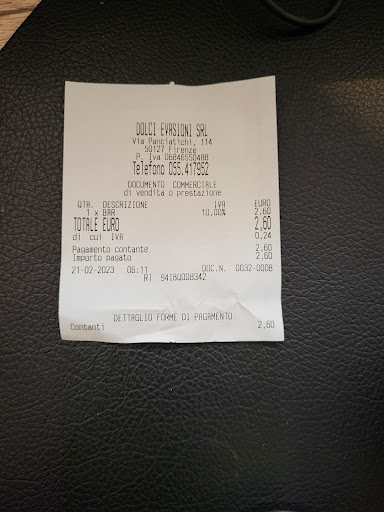 DOLCI EVASIONI SRL
Via Panciatichi, 114
50127 Firenze
P. Iva 06846550488
Telefono 055.417952
DOCUMENTO COMMERCIALE
di vendita o prestazione
QTA. DESCRIZIONE IVA EURO
1 x BAR 10,00% 2,60
TOTALE EURO 2,60
di cui IVA 0,24
Pagamento contante 2,60
Importo pagato 2,60
21-02-2023 06:11 DOC.N. 0032-0008
RT 94IBQ008342
DETTAGLIO FORME DI PAGAMENTO
Contanti 2,60